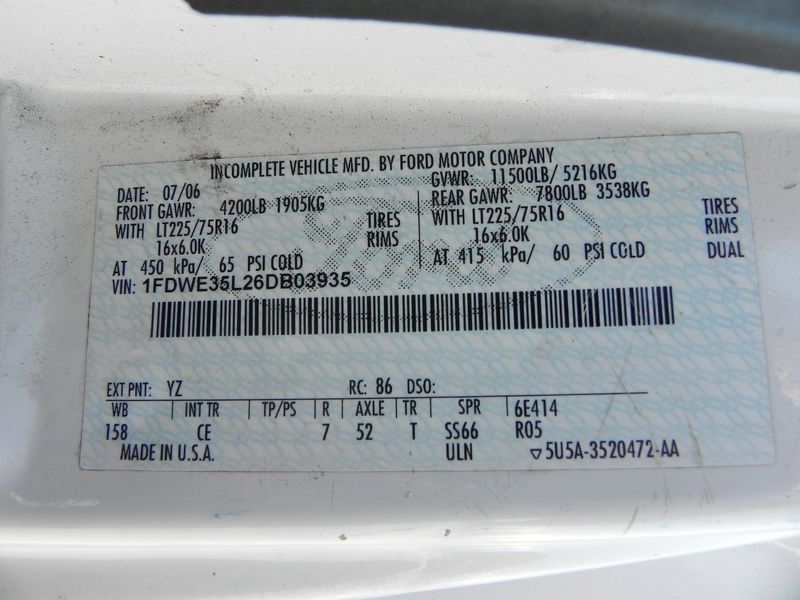 INCOMPLETE VEHICLE MFD. BY FORD MOTOR COMPANY
DATE: 07/06 GVWR: 11500LB/ 5216KG
FRONT GAWR: 4200LB 1905KG REAR GAWR: 7800LB 3538KG
WITH LT225/75R16 TIRES WITH LT225/75R16 TIRES
16x6.0K RIMS 16x6.0K RIMS
AT 450 kPa/ 65 PSI COLD AT 415 kPa/ 60 PSI COLD DUAL
VIN: 1FDWE35L26DB03935
EXT PNT: YZ RC: 86 DSO:
WB INT TR TP/PS R AXLE TR SPR 6E414
158 CE 7 52 T SS66 R05
MADE IN U.S.A. ULN ▽5U5A-3520472-AA